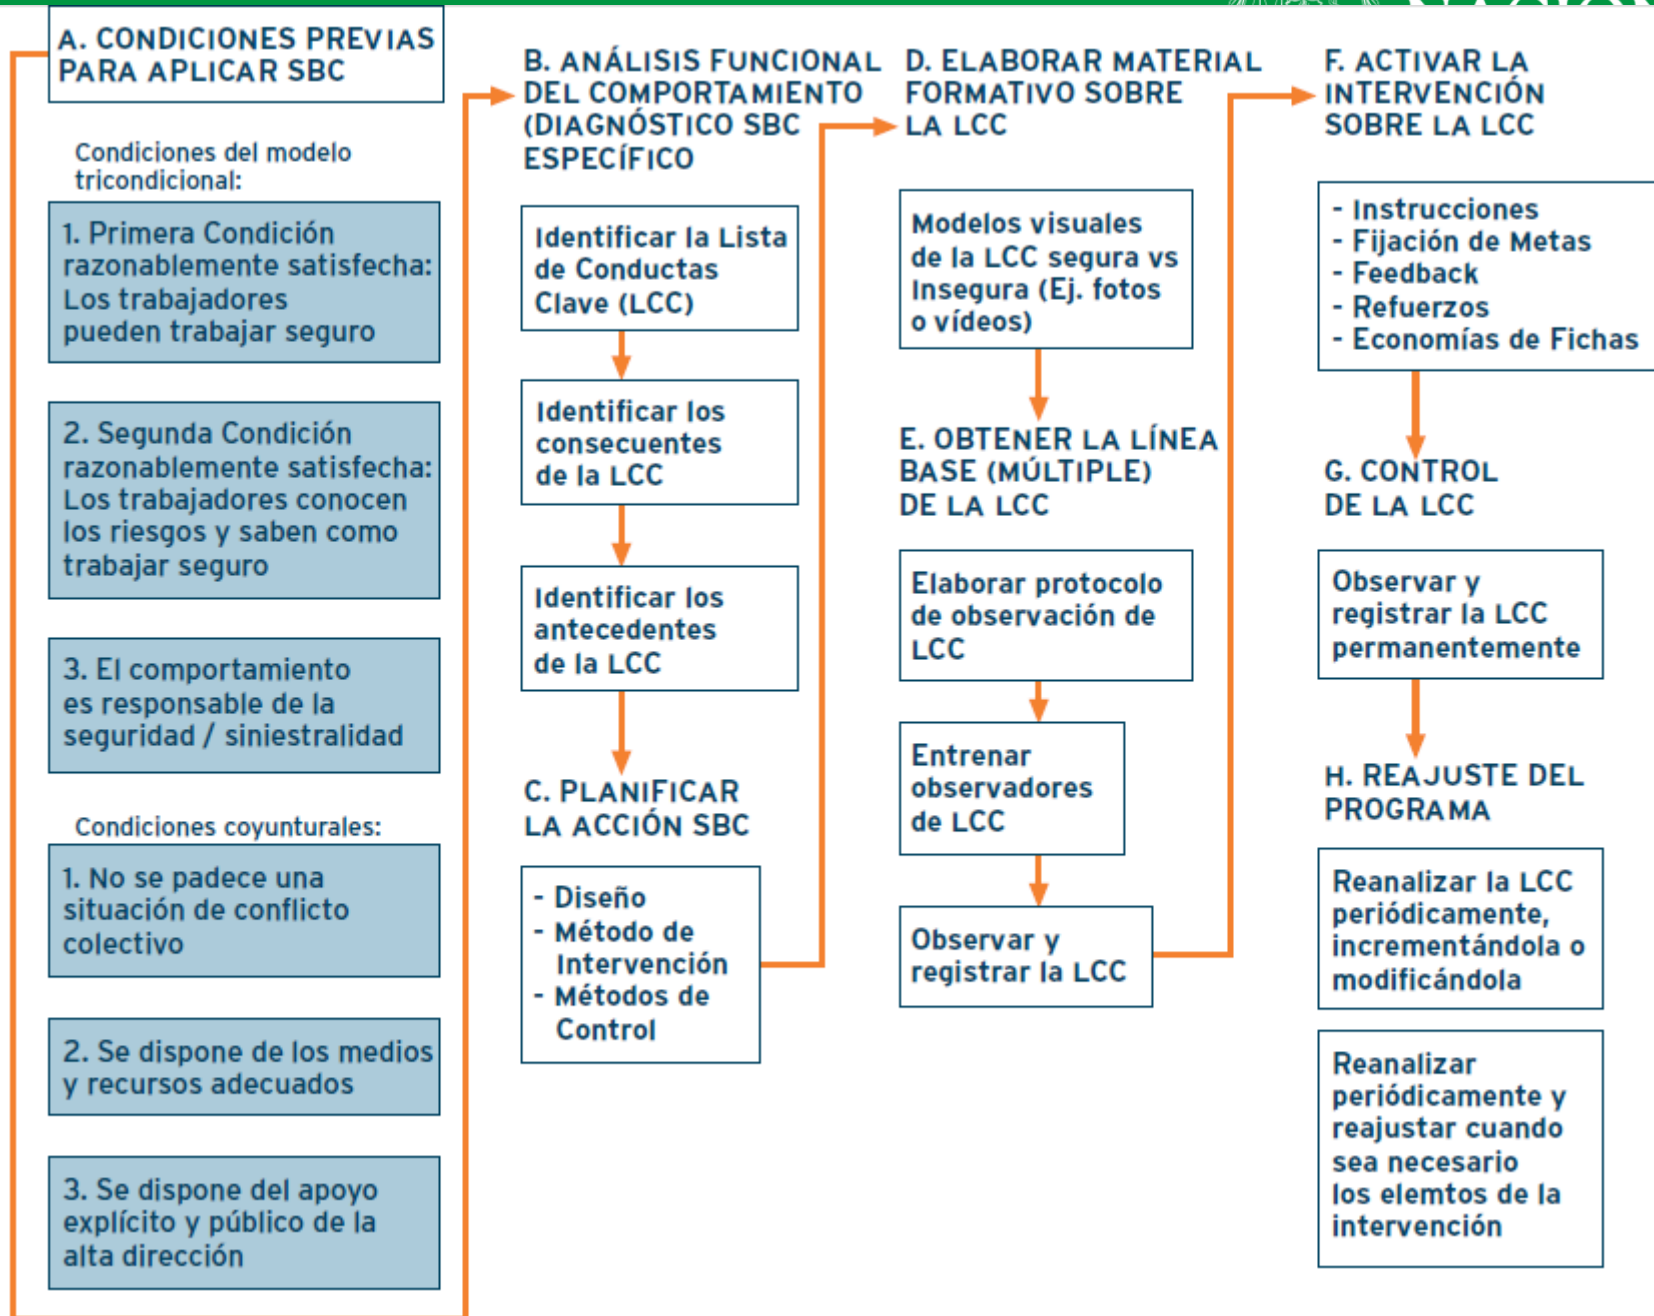 A. CONDICIONES PREVIAS
PARA APLICAR SBC
Condiciones del modelo
tricondicional:
1. Primera Condición
razonablemente satisfecha:
Los trabajadores
pueden trabajar seguro
2. Segunda Condición
razonablemente satisfecha:
Los trabajadores conocen
los riesgos y saben como
trabajar seguro
3. El comportamiento
es responsable de la
seguridad / siniestralidad
Condiciones coyunturales:
1. No se padece una
situación de conflicto
colectivo
2. Se dispone de los medios
y recursos adecuados
3. Se dispone del apoyo
explícito y público de la
alta dirección
B. ANÁLISIS FUNCIONAL
DEL COMPORTAMIENTO
(DIAGNÓSTICO SBC
ESPECÍFICO
Identificar la Lista
de Conductas
Clave (LCC)
Identificar los
consecuentes
de la LCC
Identificar los
antecedentes
de la LCC
C. PLANIFICAR
LA ACCIÓN SBC
- Diseño
- Método de
Intervención
- Métodos de
Control
D. ELABORAR MATERIAL
FORMATIVO SOBRE
LA LCC
Modelos visuales
de la LCC segura vs
Insegura (Ej. fotos
o vídeos)
E. OBTENER LA LÍNEA
BASE (MÚLTIPLE)
DE LA LCC
Elaborar protocolo
de observación de
LCC
Entrenar
observadores
de LCC
Observar y
registrar la LCC
F. ACTIVAR LA
INTERVENCIÓN
SOBRE LA LCC
- Instrucciones
- Fijación de Metas
- Feedback
- Refuerzos
- Economías de Fichas
G. CONTROL
DE LA LCC
Observar y
registrar la LCC
permanentemente
H. REAJUSTE DEL
PROGRAMA
Reanalizar la LCC
periódicamente,
incrementándola o
modificándola
Reanalizar
periódicamente y
reajustar cuando
sea necesario
los elemtos de la
intervención